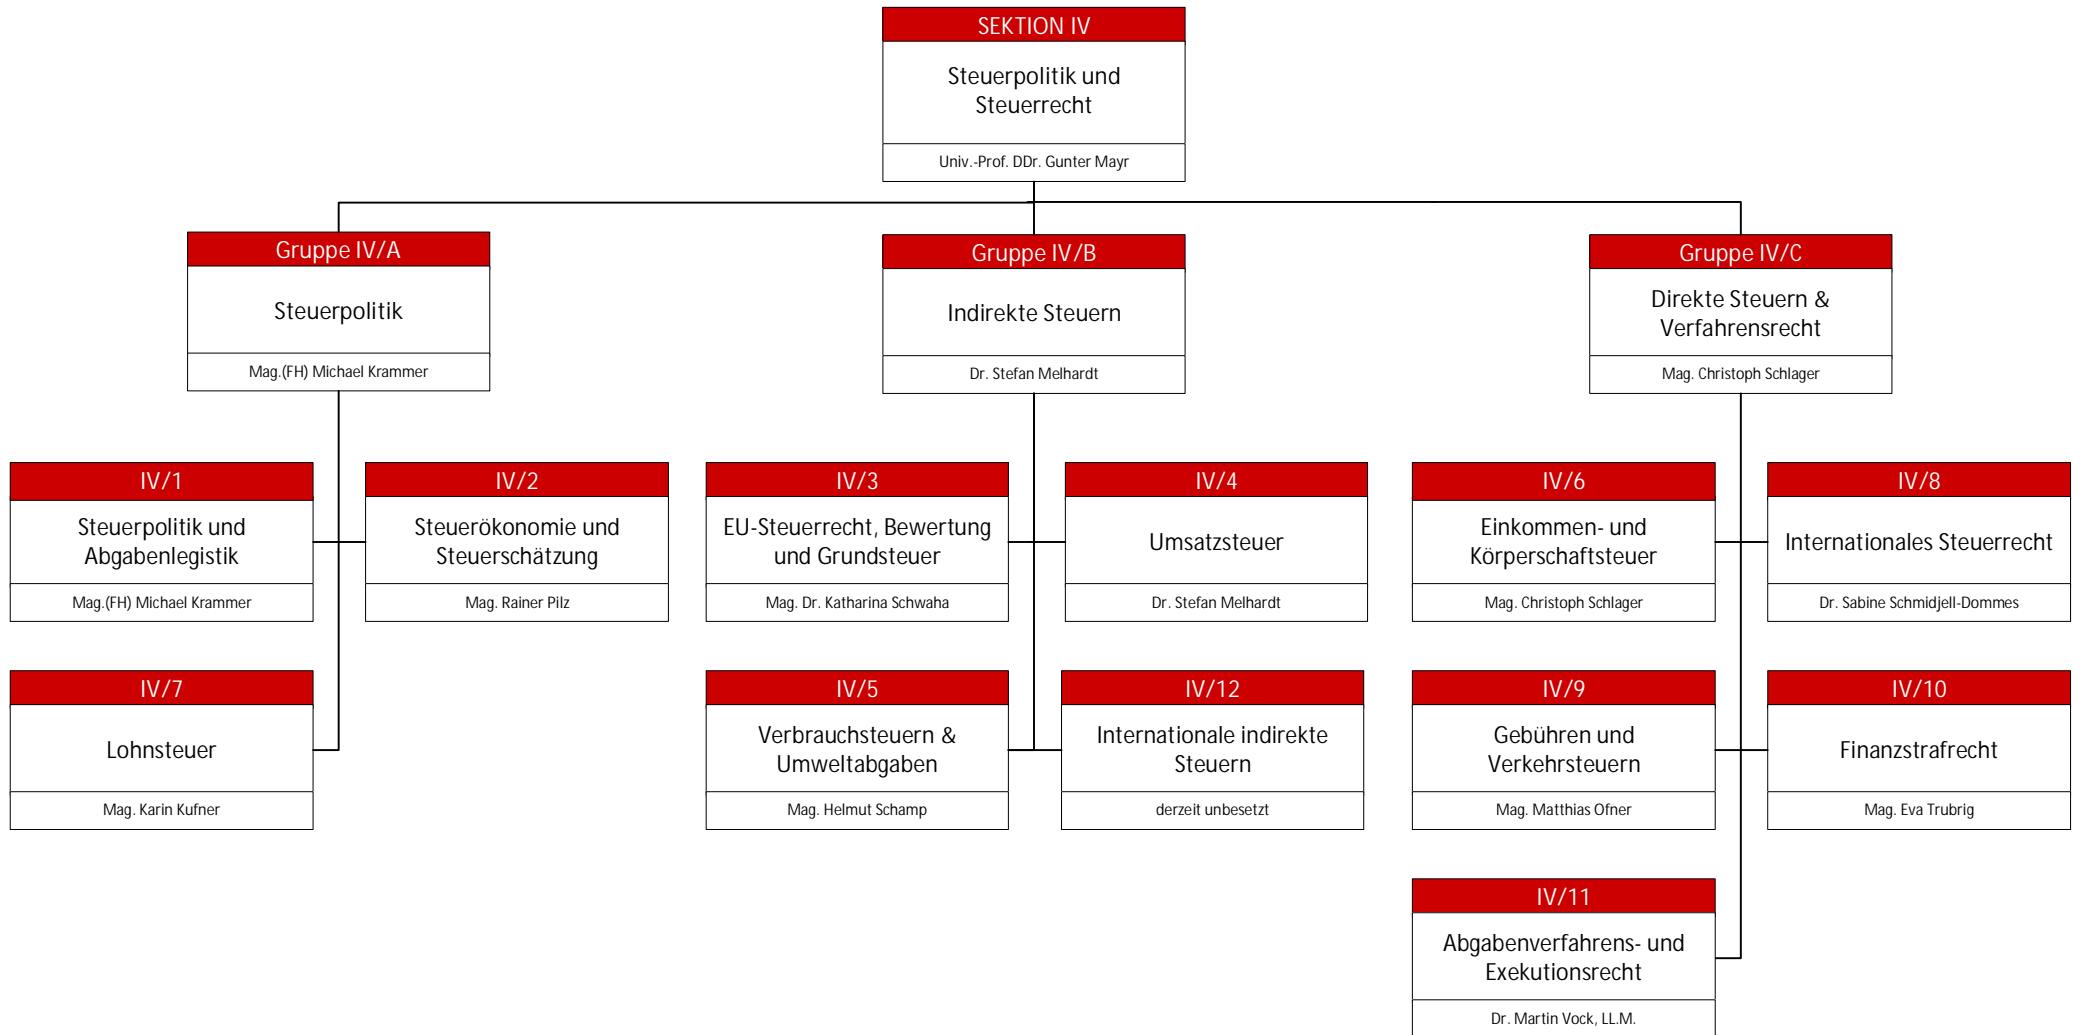 SEKTION IV
Steuerpolitik und
Steuerrecht
Univ.-Prof. DDr. Gunter Mayr
Gruppe IV/A
Steuerpolitik
Mag.(FH) Michael Krammer
Gruppe IV/B
Indirekte Steuern
Dr. Stefan Melhardt
Gruppe IV/C
Direkte Steuern &
Verfahrensrecht
Mag. Christoph Schlager
IV/1
Steuerpolitik und
Abgabenlegistik
Mag.(FH) Michael Krammer
IV/2
Steuerökonomie und
Steuerschätzung
Mag. Rainer Pilz
IV/3
EU-Steuerrecht, Bewertung
und Grundsteuer
Mag. Dr. Katharina Schwaha
IV/4
Umsatzsteuer
Dr. Stefan Melhardt
IV/6
Einkommen- und
Körperschaftsteuer
Mag. Christoph Schlager
IV/8
Internationales Steuerrecht
Dr. Sabine Schmidjell-Dommes
IV/7
Lohnsteuer
Mag. Karin Kufner
IV/5
Verbrauchsteuern &
Umweltabgaben
Mag. Helmut Schamp
IV/12
Internationale indirekte
Steuern
derzeit unbesetzt
IV/9
Gebühren und
Verkehrsteuern
Mag. Matthias Ofner
IV/10
Finanzstrafrecht
Mag. Eva Trubrig
IV/11
Abgabenverfahrens- und
Exekutionsrecht
Dr. Martin Vock, LL.M.